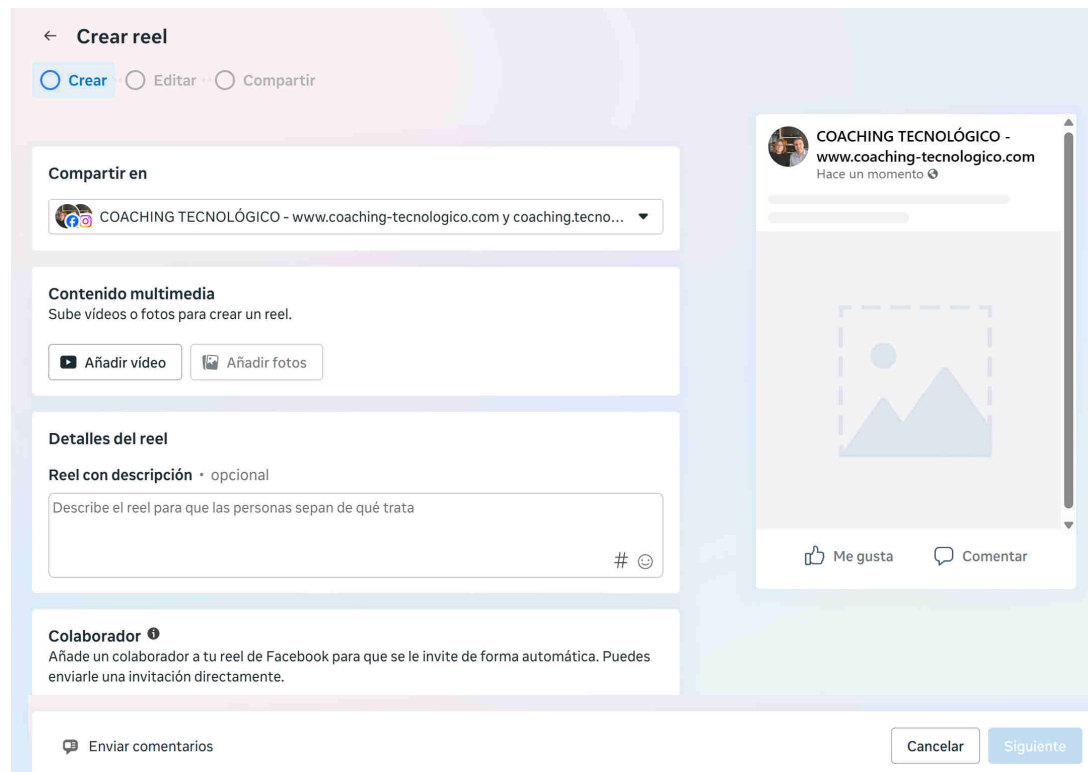 Crear reel
Crear
Editar
Compartir
Compartir en
COACHING TECNOLÓGICO - www.coaching-tecnologico.com y coaching.tecno...
Contenido multimedia
Sube vídeos o fotos para crear un reel.
Añadir vídeo
Añadir fotos
Detalles del reel
Reel con descripción • opcional
Describe el reel para que las personas sepan de qué trata
#
Colaborador
Añade un colaborador a tu reel de Facebook para que se le invite de forma automática. Puedes
enviarle una invitación directamente.
COACHING TECNOLÓGICO -
www.coaching-tecnologico.com
Hace un momento
Me gusta
Comentar
Enviar comentarios
Cancelar
Siguiente